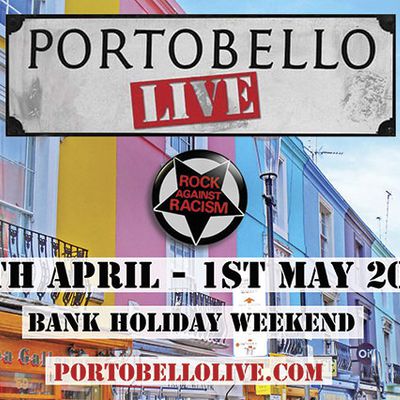 PORTOBELLO
LIVE
ROCK
AGAINST
RACISM
TH APRIL - 1ST MAY 20
BANK HOLIDAY WEEKEND
PORTOBELLOLIVE.COM